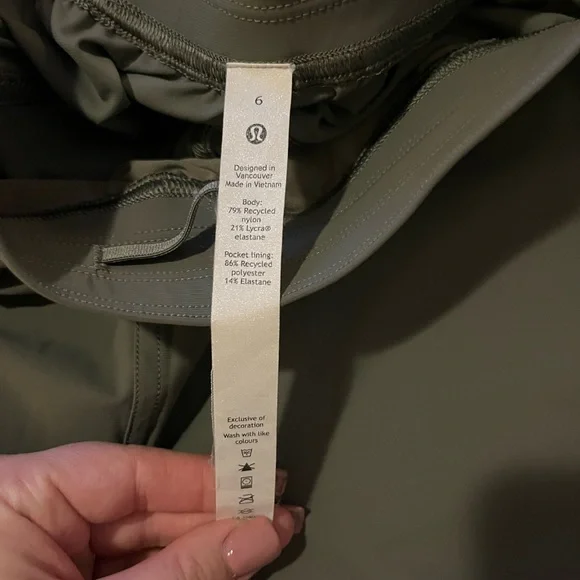 6
Designed in
Vancouver
Made in Vietnam
Body:
79% Recycled
nylon
21% Lycra®
elastane
Pocket lining:
86% Recycled
polyester
14% Elastane
Exclusive of
decoration
Wash with like
colours